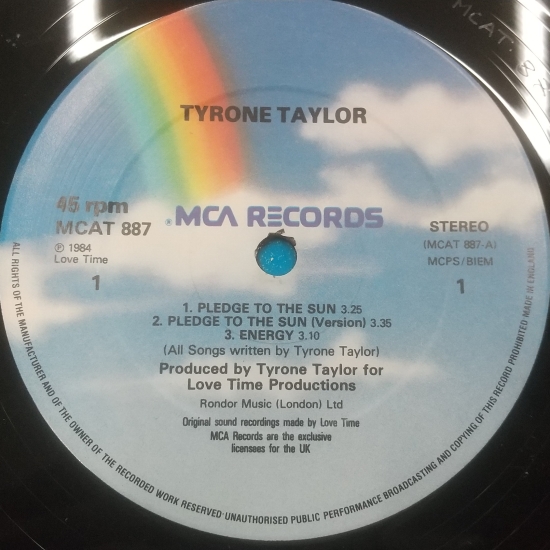 MCAT. 8
TYRONE TAYLOR
45 rpm
MCAT 887
® MCA RECORDS
STEREO
℗ 1984
(MCAT 887-A)
Love Time
MCPS/BIEM
1
1
1. PLEDGE TO THE SUN 3.25
2. PLEDGE TO THE SUN (Version) 3.35
3. ENERGY 3.10
(All Songs written by Tyrone Taylor)
Produced by Tyrone Taylor for
Love Time Productions
Rondor Music (London) Ltd
Original sound recordings made by Love Time
MCA Records are the exclusive
licensees for the UK
ALL RIGHTS OF THE MANUFACTURER AND OF THE OWNER OF THE RECORDED WORK RESERVED·UNAUTHORISED PUBLIC PERFORMANCE BROADCASTING AND COPYING OF THIS RECORD PROHIBITED MADE IN ENGLAND